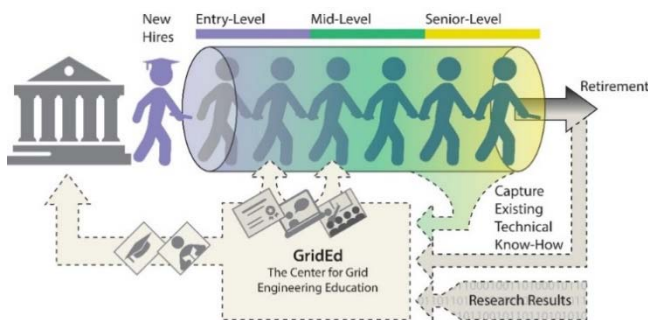 New
Hires
Entry-Level
Mid-Level
Senior-Level
Retirement
Capture
Existing
Technical
Know-How
GridEd
The Center for Grid
Engineering Education
Research Results